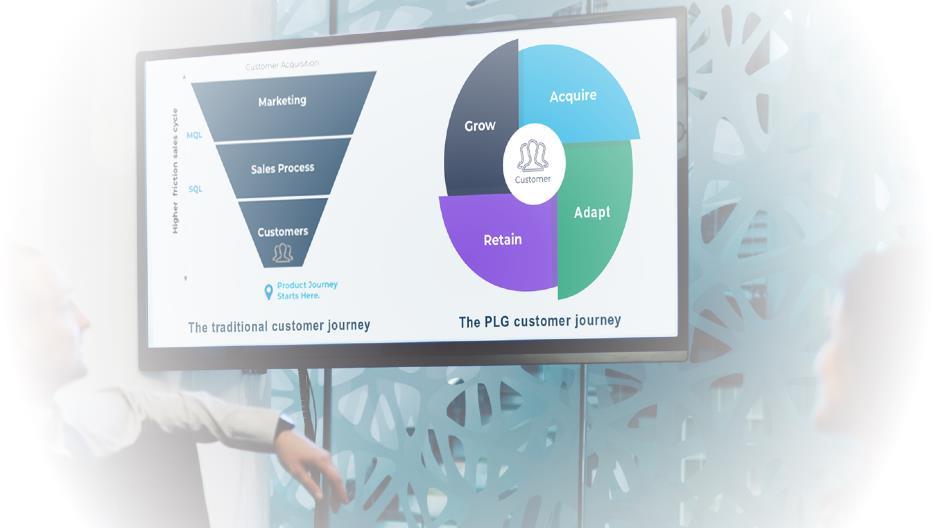 Customer Acquisition
Marketing
Higher friction sales cycle
MQL
Sales Process
SQL
Customers
Product Journey
Starts Here.
The traditional customer journey
Acquire
Grow
Customer
Adapt
Retain
The PLG customer journey